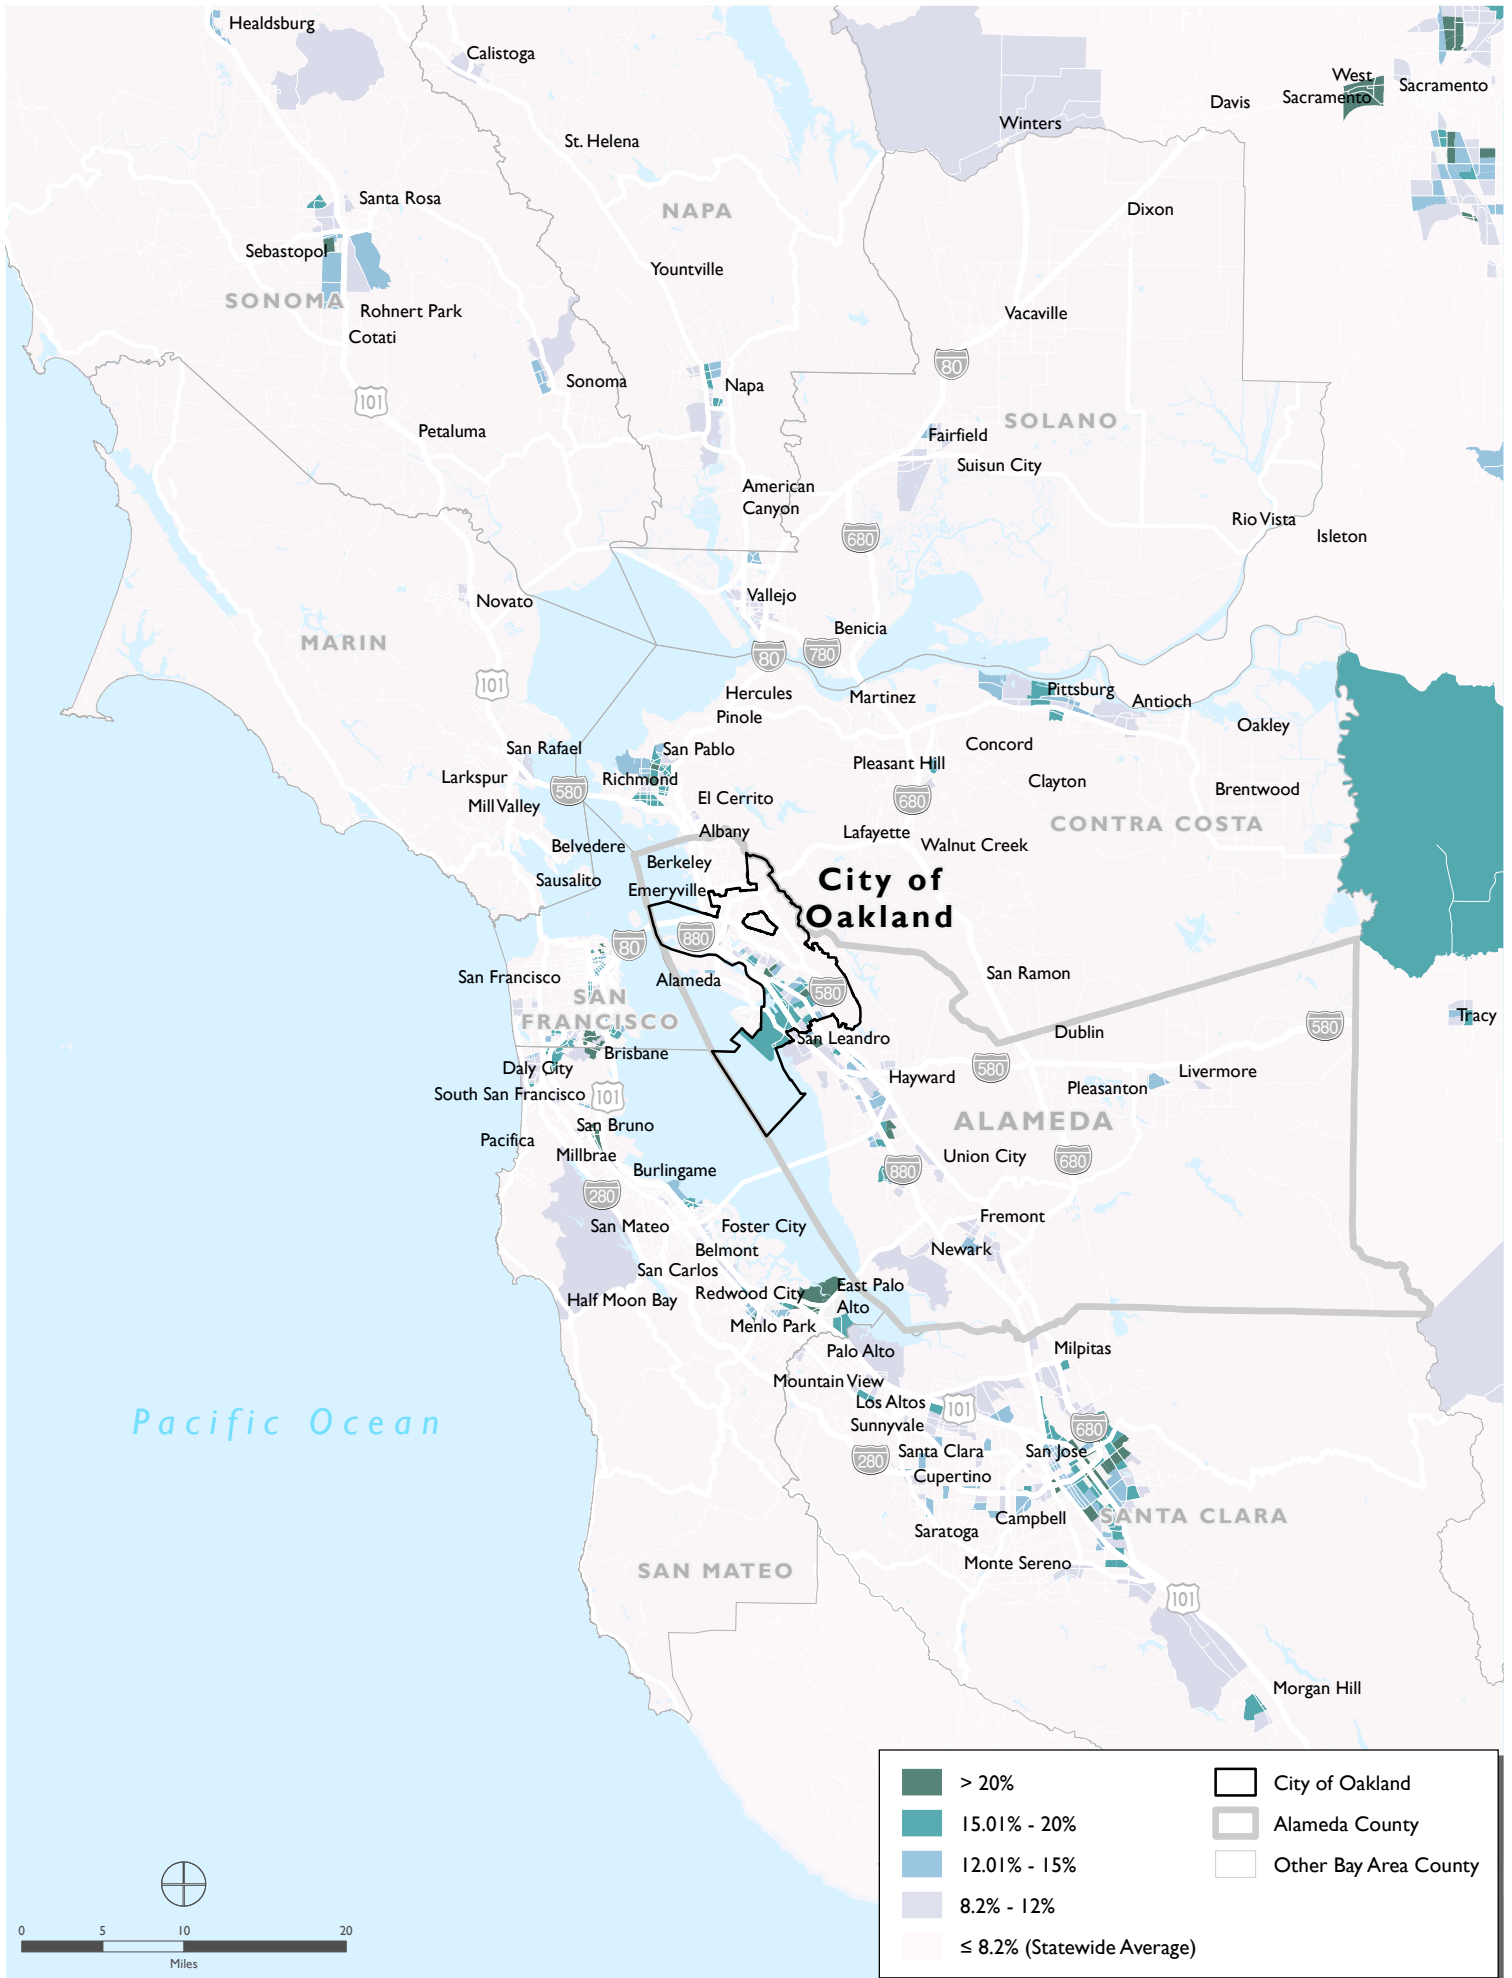 Healdsburg
Calistoga
West
Sacramento
Sacramento
Davis
Winters
St. Helena
Santa Rosa
NAPA
Dixon
Sebastopol
Yountville
SONOMA
Rohnert Park
Cotati
Vacaville
80
Sonoma
Napa
101
SOLANO
Petaluma
Fairfield
Suisun City
American
Canyon
Rio Vista
Isleton
680
Novato
Vallejo
Benicia
MARIN
80
780
101
Hercules
Pinole
Martinez
Pittsburg
Antioch
Oakley
San Rafael
San Pablo
Concord
Larkspur
Richmond
Pleasant Hill
Clayton
Brentwood
580
680
Mill Valley
El Cerrito
CONTRA COSTA
Albany
Lafayette
Walnut Creek
Belvedere
Berkeley
Sausalito
Emeryville
City of
Oakland
80
880
San Francisco
Alameda
San Ramon
580
SAN
FRANCISCO
Tracy
580
San Leandro
Dublin
Brisbane
Daly City
Hayward
580
Livermore
Pleasanton
South San Francisco
101
ALAMEDA
San Bruno
Pacifica
Millbrae
Union City
680
880
Burlingame
280
San Mateo
Foster City
Fremont
Belmont
Newark
San Carlos
East Palo
Alto
Redwood City
Half Moon Bay
Menlo Park
Palo Alto
Milpitas
Mountain View
Los Altos
101
Pacific Ocean
Sunnyvale
680
Santa Clara
San Jose
280
Cupertino
SANTA CLARA
Campbell
Saratoga
Monte Sereno
SAN MATEO
101
Morgan Hill
> 20%
15.01% - 20%
12.01% - 15%
8.2% - 12%
≤ 8.2% (Statewide Average)
City of Oakland
Alameda County
Other Bay Area County
0 5 10 20
Miles